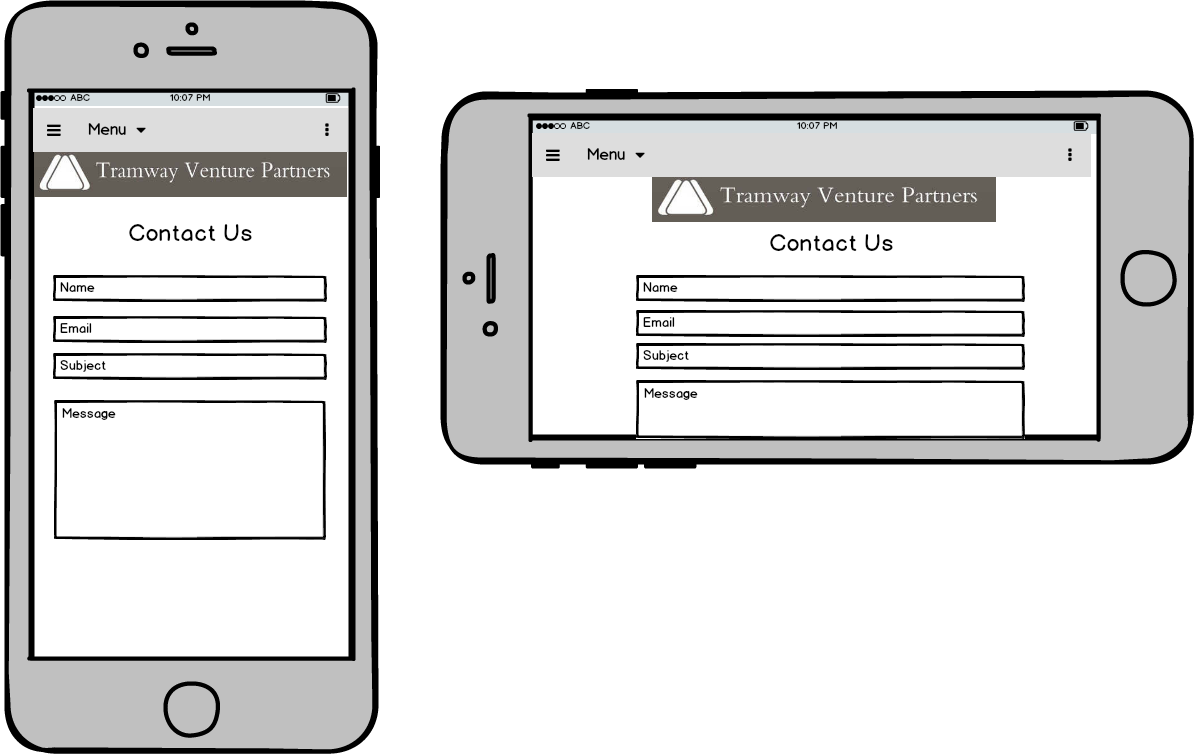 ABC 10:07 PM
Menu
Tramway Venture Partners
Contact Us
Name
Email
Subject
Message
ABC 10:07 PM
Menu
Tramway Venture Partners
Contact Us
Name
Email
Subject
Message